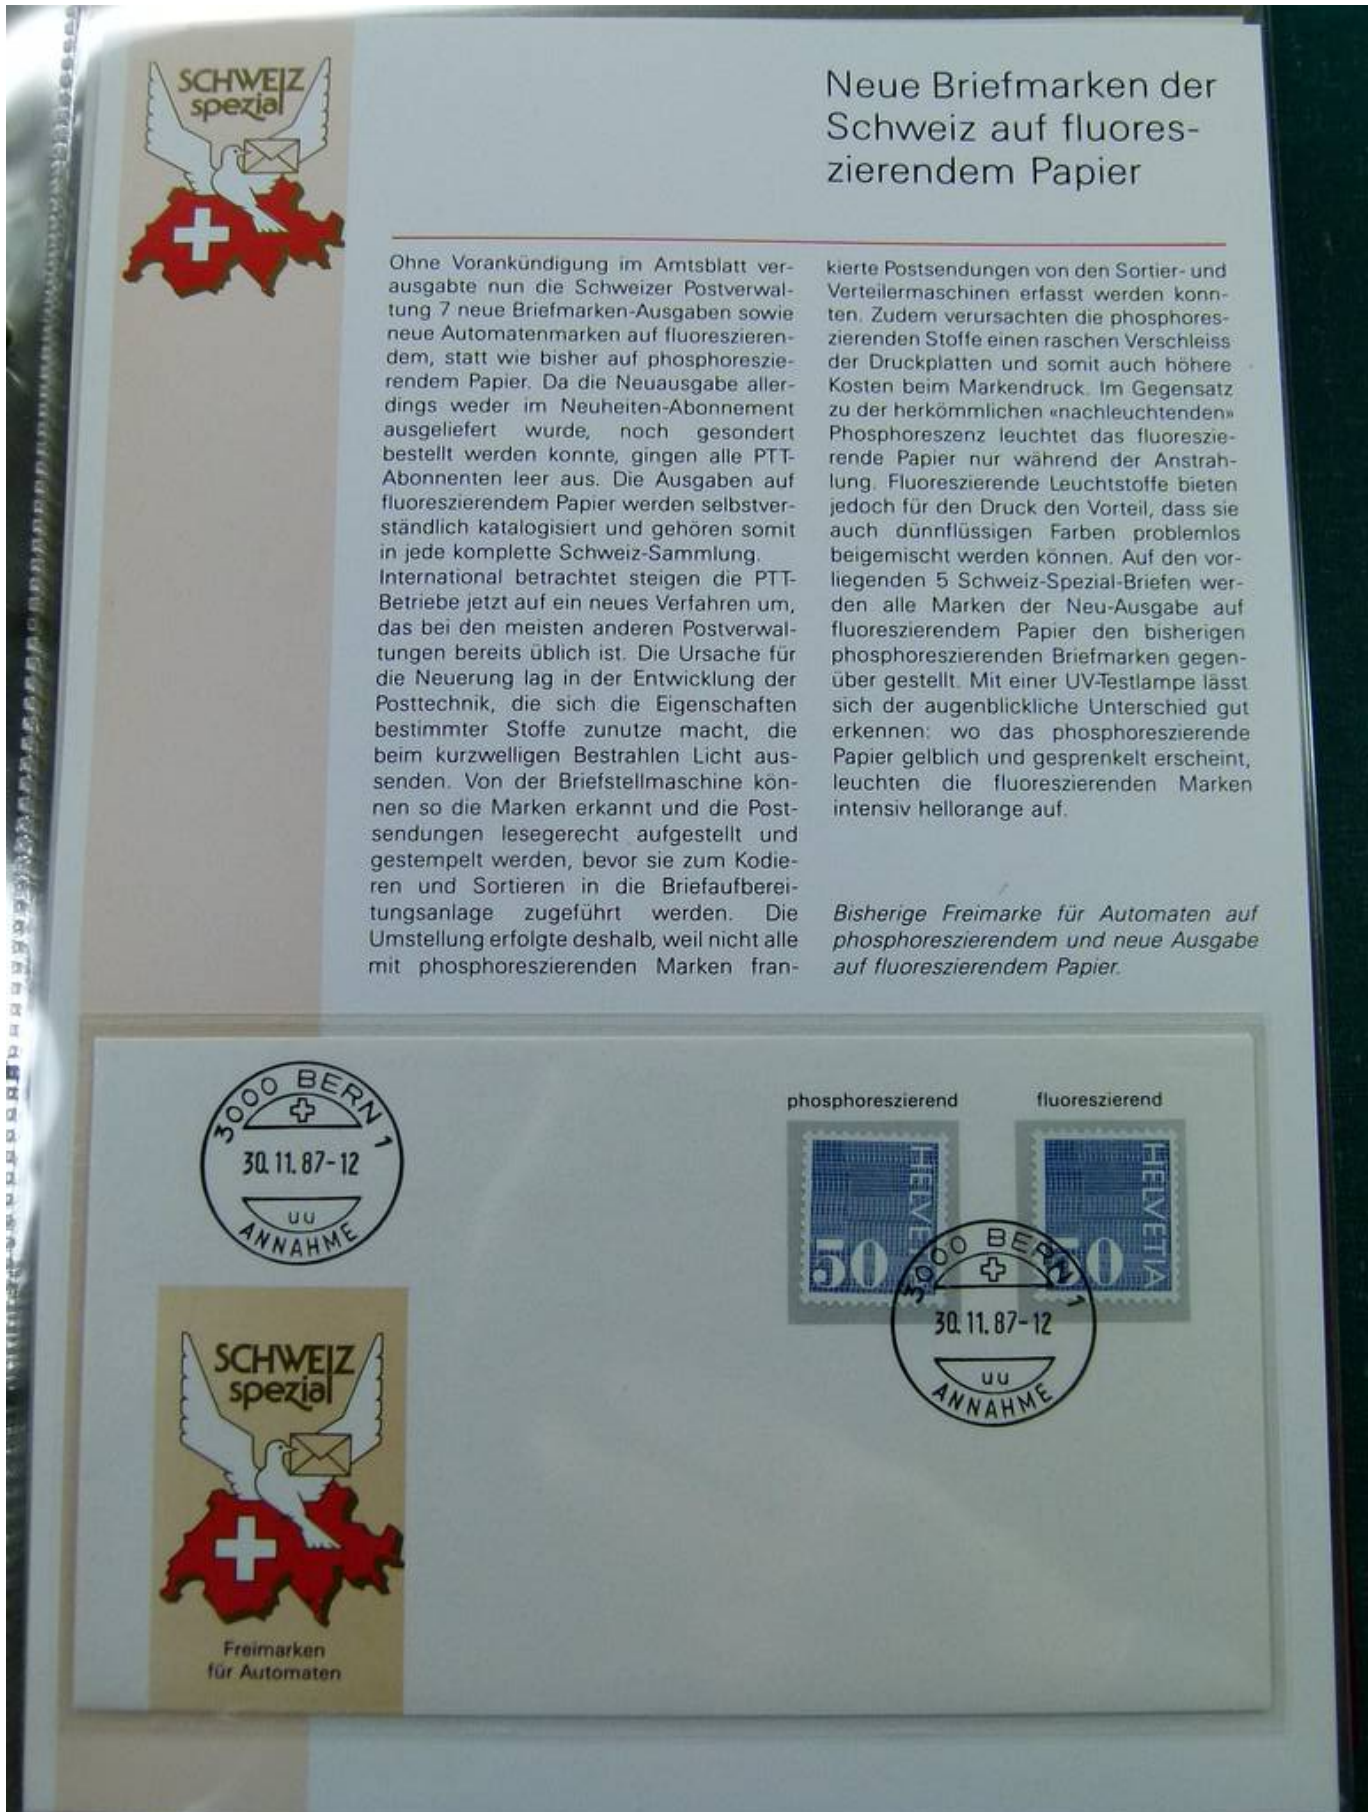 SCHWEIZ
spezial
Neue Briefmarken der
Schweiz auf fluores-
zierendem Papier
Ohne Vorankündigung im Amtsblatt ver-
ausgabte nun die Schweizer Postverwal-
tung 7 neue Briefmarken-Ausgaben sowie
neue Automatenmarken auf fluoreszieren-
dem, statt wie bisher auf phosphoreszie-
rendem Papier. Da die Neuausgabe aller-
dings weder im Neuheiten-Abonnement
ausgeliefert wurde, noch gesondert
bestellt werden konnte, gingen alle PTT-
Abonnenten leer aus. Die Ausgaben auf
fluoreszierendem Papier werden selbstver-
ständlich katalogisiert und gehören somit
in jede komplette Schweiz-Sammlung.
International betrachtet steigen die PTT-
Betriebe jetzt auf ein neues Verfahren um,
das bei den meisten anderen Postverwal-
tungen bereits üblich ist. Die Ursache für
die Neuerung lag in der Entwicklung der
Posttechnik, die sich die Eigenschaften
bestimmter Stoffe zunutze macht, die
beim kurzwelligen Bestrahlen Licht aus-
senden. Von der Briefstellmaschine kön-
nen so die Marken erkannt und die Post-
sendungen lesegerecht aufgestellt und
gestempelt werden, bevor sie zum Kodie-
ren und Sortieren in die Briefaufberei-
tungsanlage zugeführt werden. Die
Umstellung erfolgte deshalb, weil nicht alle
mit phosphoreszierenden Marken fran-
kierte Postsendungen von den Sortier- und
Verteilermaschinen erfasst werden konn-
ten. Zudem verursachten die phosphores-
zierenden Stoffe einen raschen Verschleiss
der Druckplatten und somit auch höhere
Kosten beim Markendruck. Im Gegensatz
zu der herkömmlichen «nachleuchtenden»
Phosphoreszenz leuchtet das fluoreszie-
rende Papier nur während der Anstrah-
lung. Fluoreszierende Leuchtstoffe bieten
jedoch für den Druck den Vorteil, dass sie
auch dünnflüssigen Farben problemlos
beigemischt werden können. Auf den vor-
liegenden 5 Schweiz-Spezial-Briefen wer-
den alle Marken der Neu-Ausgabe auf
fluoreszierendem Papier den bisherigen
phosphoreszierenden Briefmarken gegen-
über gestellt. Mit einer UV-Testlampe lässt
sich der augenblickliche Unterschied gut
erkennen: wo das phosphoreszierende
Papier gelblich und gesprenkelt erscheint,
leuchten die fluoreszierenden Marken
intensiv hellorange auf.
Bisherige Freimarke für Automaten auf
phosphoreszierendem und neue Ausgabe
auf fluoreszierendem Papier.
3000 BERN 1
30.11.87-12
uu
ANNAHME
phosphoreszierend
fluoreszierend
HELVE
50
HELVETIA
50
3000 BERN 1
30.11.87-12
uu
ANNAHME
SCHWEIZ
spezial
Freimarken
für Automaten